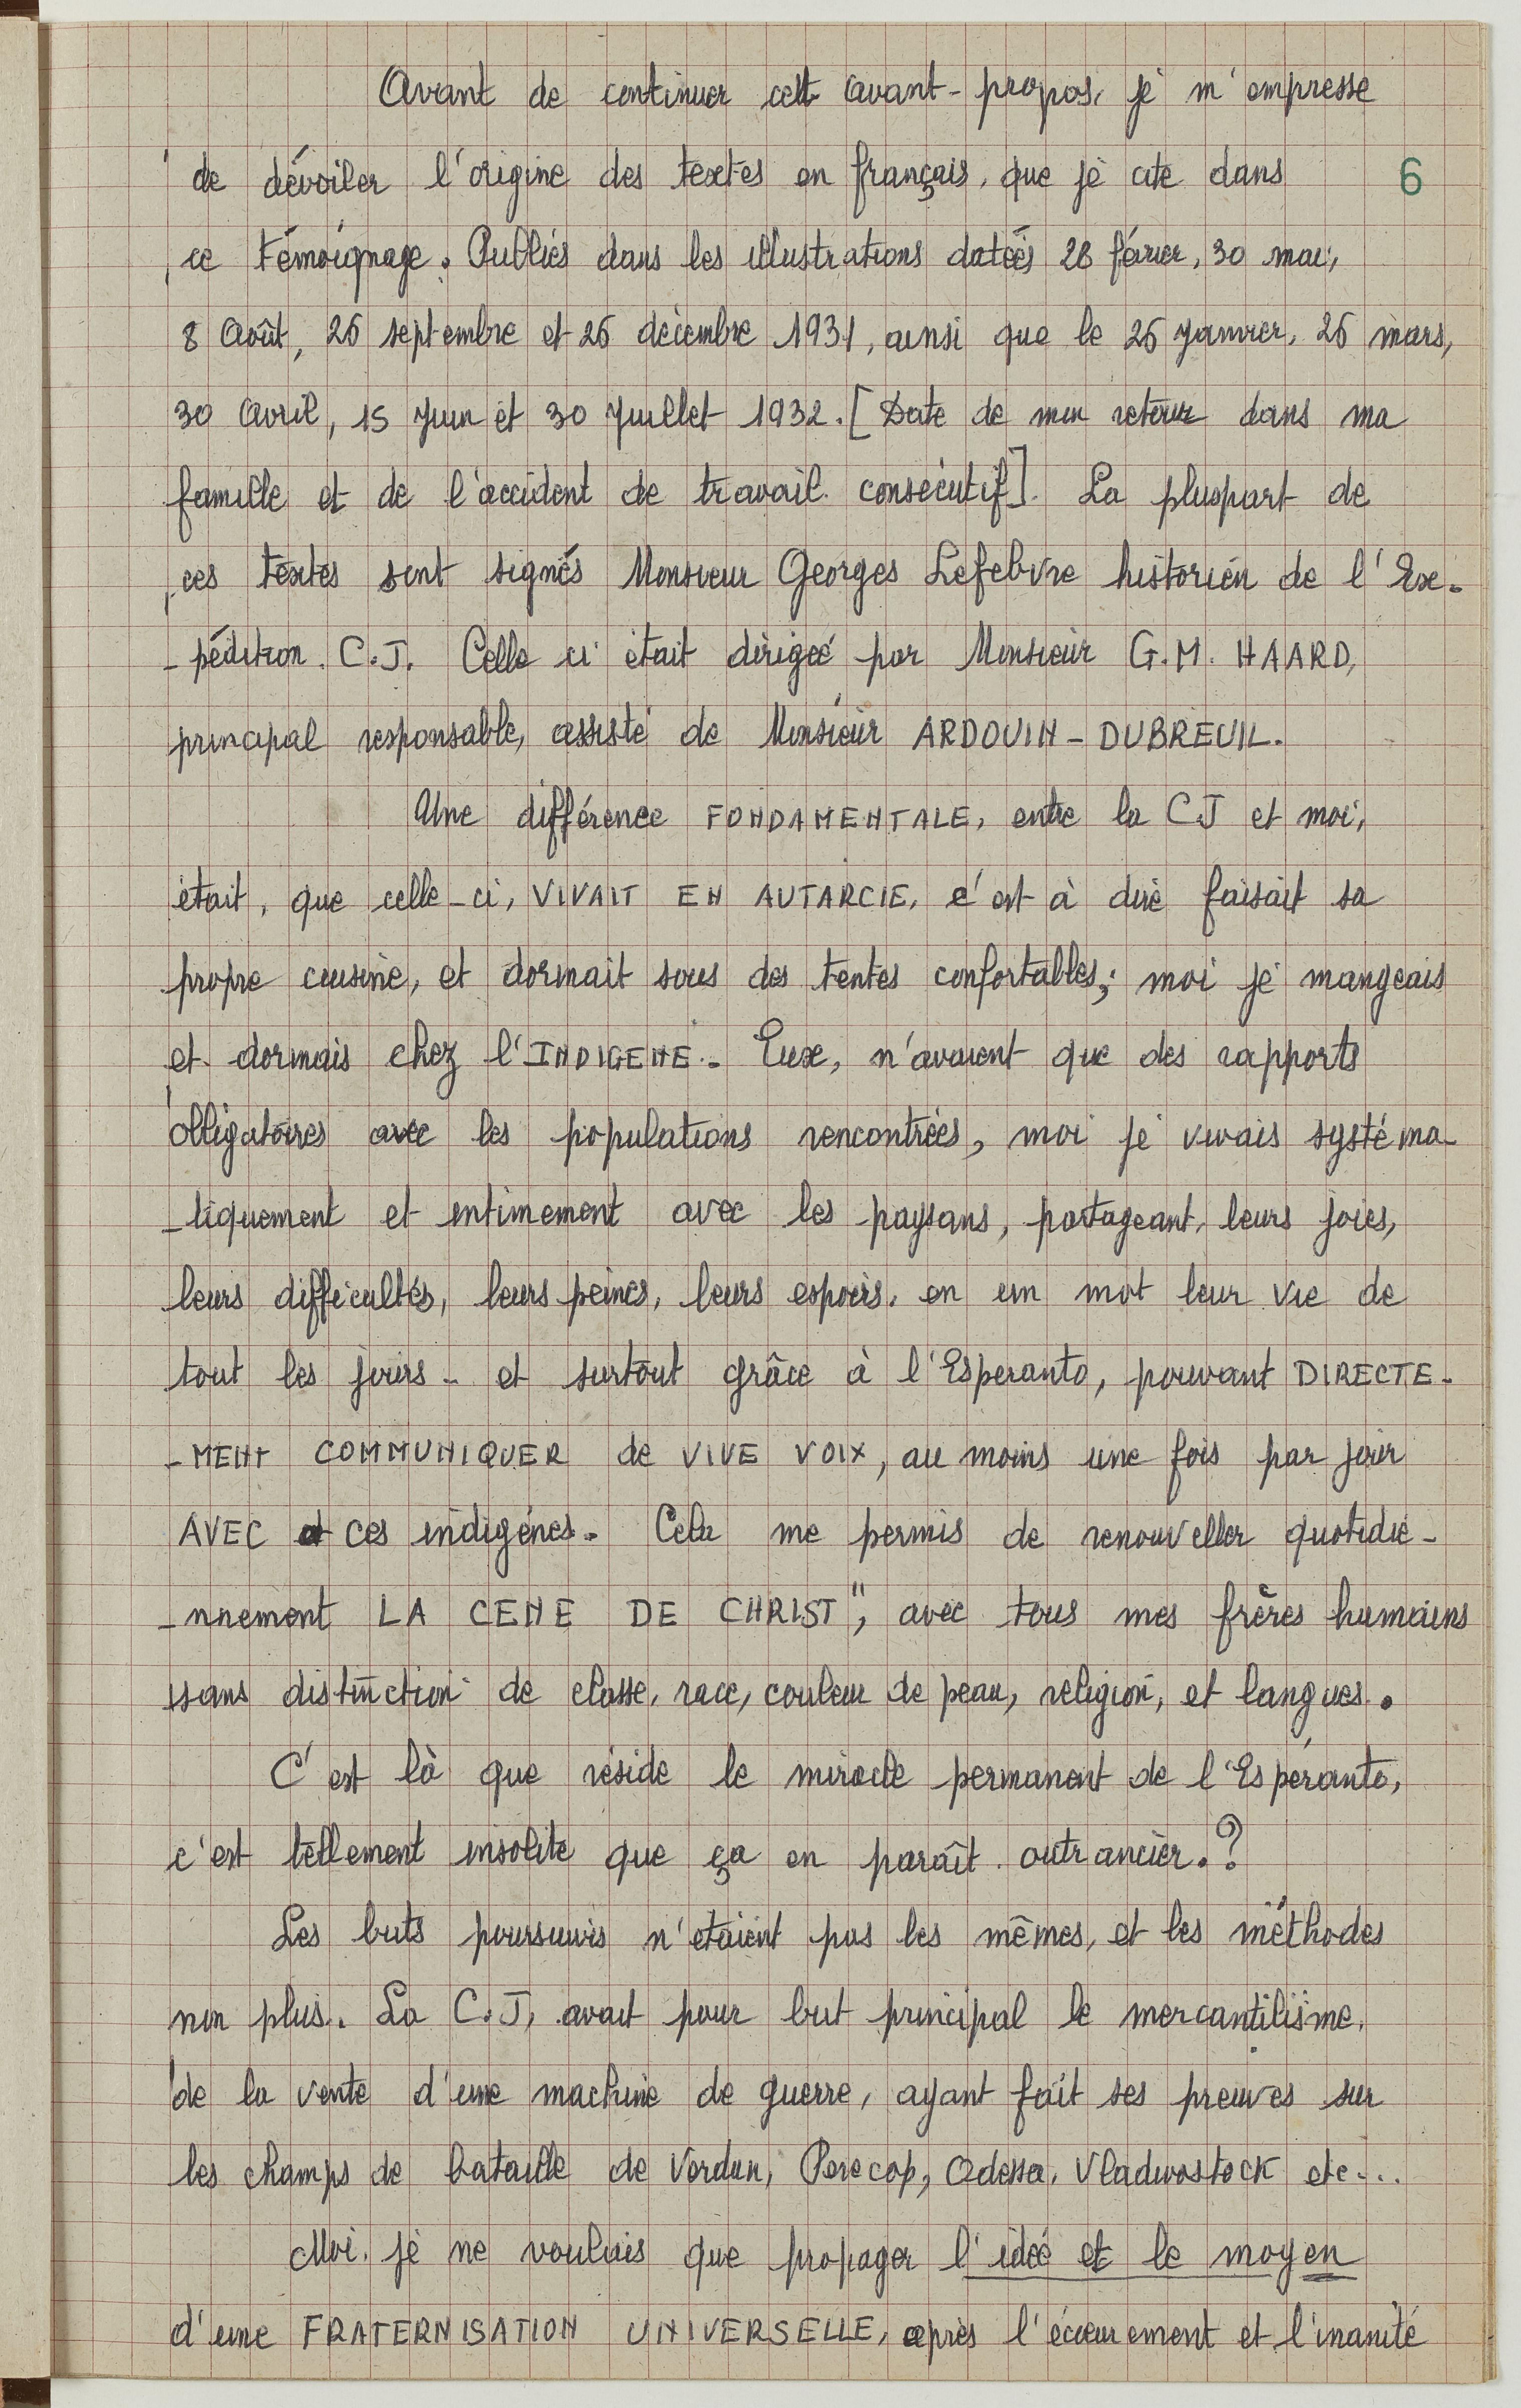 Avant de continuer cett avant-propos, je m'empresse
de dévoiler l'origine des textes en français, que je cite dans
6
ce témoignage. Publiés dans les illustrations datées 28 février, 30 mai,
8 Août, 26 septembre et 26 décembre 1931, ainsi que le 26 Janvier, 26 mars,
30 Avril, 15 Juin et 30 Juillet 1932. [Date de mon retour dans ma
famille et de l'accident de travail consécutif]. La pluspart de
ces textes sont signés Monsieur Georges Lefebvre historien de l'Ex-
-pédition. C.J. Celle ci était dirigée par Monsieur G.M. HAARD,
principal responsable, assisté de Monsieur ARDOUIN-DUBREUIL.
Une différence FONDAMENTALE, entre la CJ et moi,
était, que celle-ci, VIVAIT EN AUTARCIE, c'est à dire faisait sa
propre cuisine, et dormait sous des tentes confortables; moi je mangeais
et dormais chez l'INDIGENE. Eux, n'avaient que des rapports
obligatoires avec les populations rencontrées, moi je vivais systéma-
-tiquement et intimement avec les paysans, partageant, leurs joies,
leurs difficultés, leurs peines, leurs espoirs, en un mot leur vie de
tout les jours - et surtout grâce à l'Esperanto, pouvant DIRECTE-
-MENT COMMUNIQUER de VIVE VOIX, au moins une fois par jour
AVEC ces indigénes. Cela me permis de renouveller quotidie-
-nnement LA CENE DE CHRIST", avec tous mes frères humains
sans distinction de classe, race, couleur de peau, religion, et langues.
C'est là que réside le miracle permanent de l'Espéranto,
c'est tellement insolite que ça en paraît outrancier.?
Les buts poursuivis n'étaient pas les mêmes, et les méthodes
non plus. La C.J, avait pour but principal le mercantilisme,
de la vente d'une machine de guerre, ayant fait ses preuves sur
les champs de bataille de Verdun, Perecop, Odessa, Vladivostock etc...
Moi, je ne voulais que propager l'idée et le moyen
d'une FRATERNISATION UNIVERSELLE, après l'écœurement et l'inanité